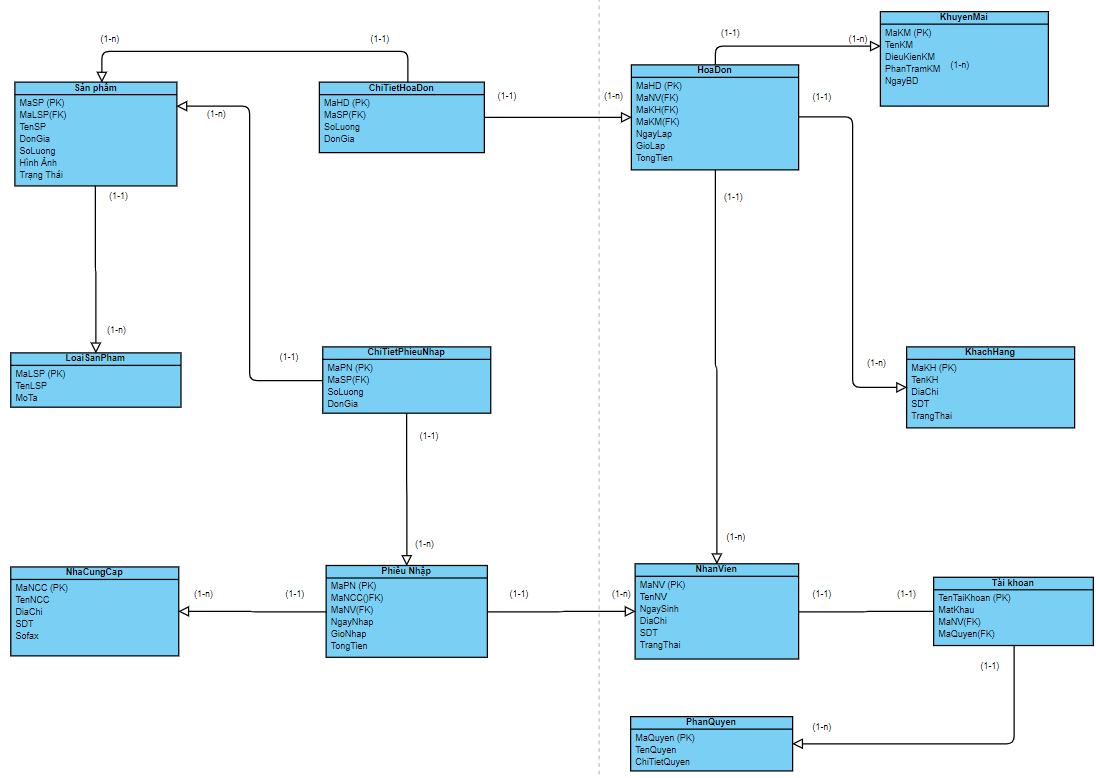 KhuyenMai
MaKM (PK)
TenKM
DieuKienKM
PhanTramKM
NgayBD
(1-n)
(1-n)
(1-1)
(1-1)
(1-n)
Sản phẩm
MaSP (PK)
MaLSP(FK)
TenSP
DonGia
SoLuong
Hình Ảnh
Trạng Thái
ChiTietHoaDon
MaHD (PK)
MaSP(FK)
SoLuong
DonGia
HoaDon
MaHD (PK)
MaNV(FK)
MaKH(FK)
MaKM(FK)
NgayLap
GioLap
TongTien
(1-n)
(1-1)
(1-n)
(1-1)
(1-1)
(1-1)
(1-n)
(1-1)
(1-n)
LoaiSanPham
MaLSP (PK)
TenLSP
MoTa
ChiTietPhieuNhap
MaPN (PK)
MaSP(FK)
SoLuong
DonGia
KhachHang
MaKH (PK)
TenKH
DiaChi
SDT
TrangThai
(1-1)
(1-n)
(1-n)
NhaCungCap
MaNCC (PK)
TenNCC
DiaChi
SDT
Sofax
(1-n)
(1-1)
Phiếu Nhập
MaPN (PK)
MaNCC()FK)
MaNV(FK)
NgayNhap
GioNhap
TongTien
(1-1)
(1-n)
NhanVien
MaNV (PK)
TenNV
NgaySinh
DiaChi
SDT
TrangThai
(1-1)
(1-1)
Tài khoan
TenTaiKhoan (PK)
MatKhau
MaNV(FK)
MaQuyen(FK)
(1-1)
PhanQuyen
MaQuyen (PK)
TenQuyen
ChiTietQuyen
(1-n)